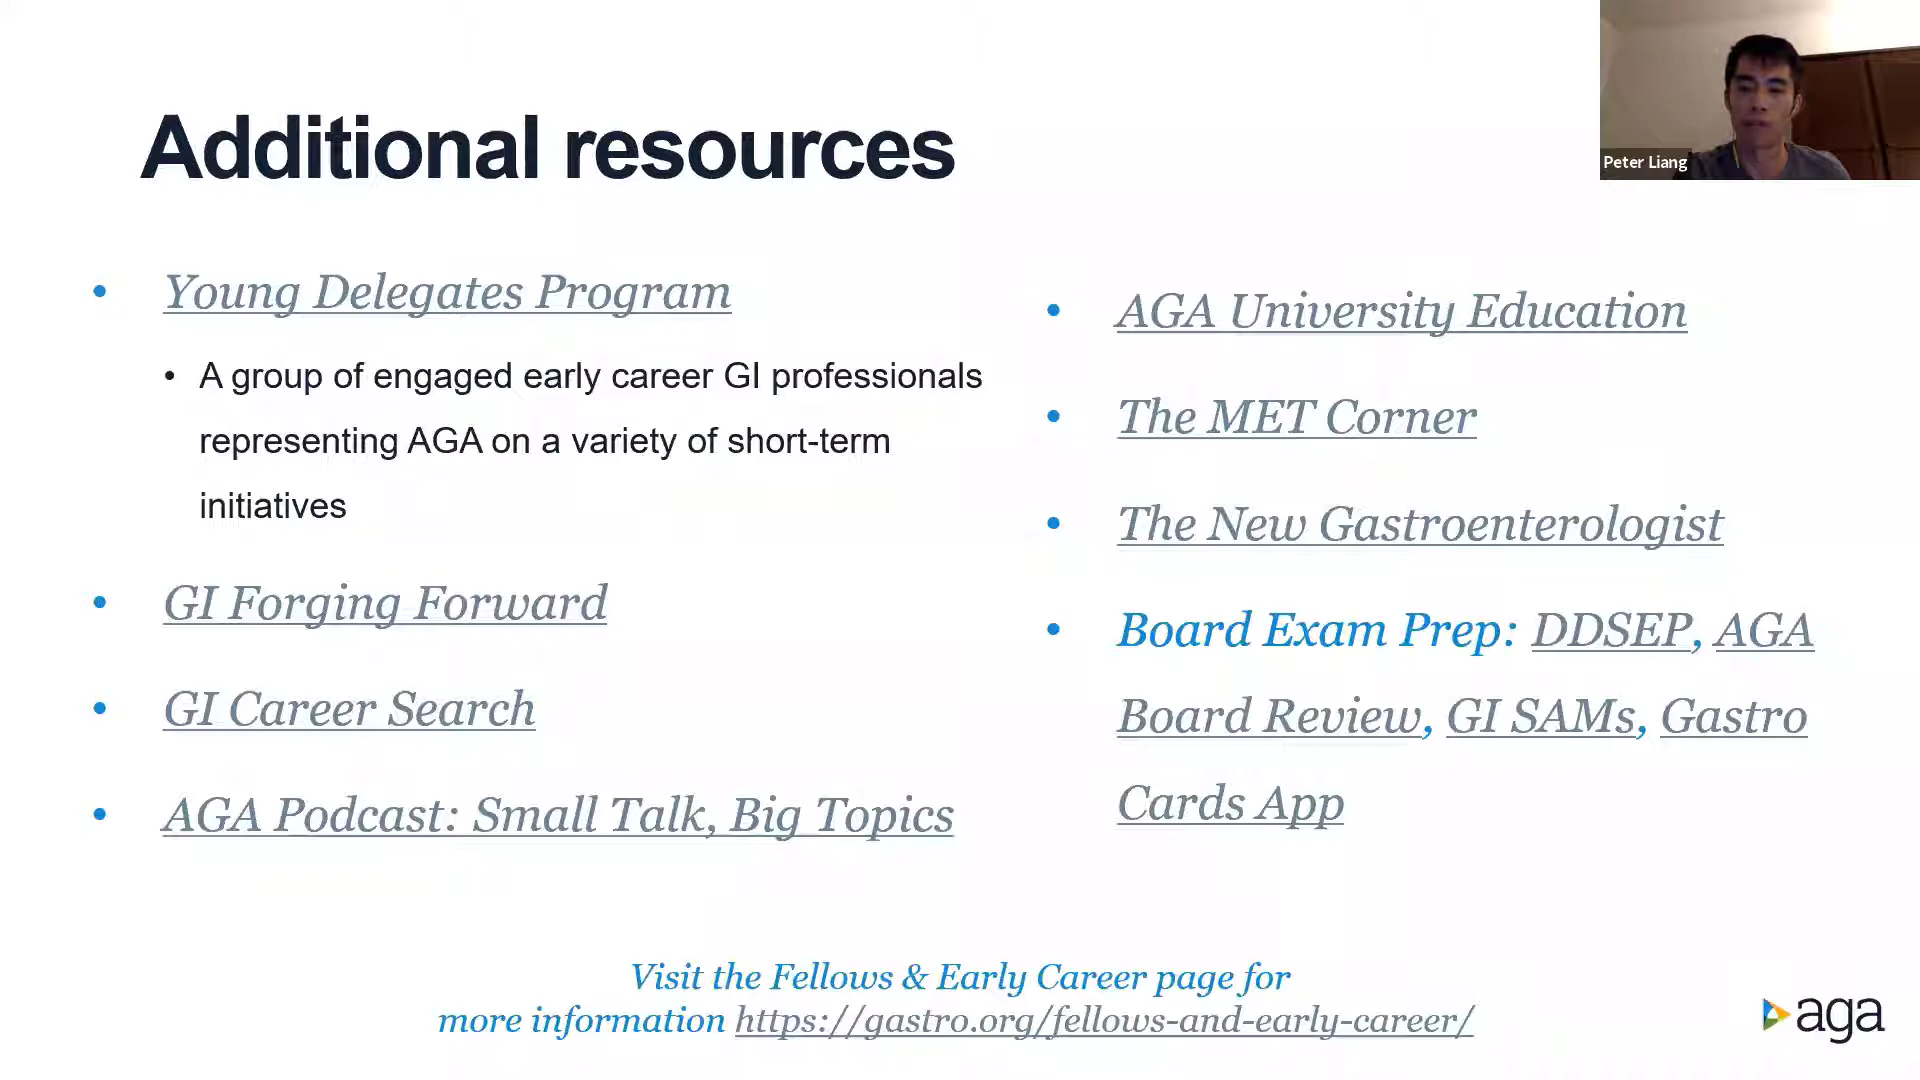 Additional resources
Peter Liang
• Young Delegates Program
• A group of engaged early career GI professionals
representing AGA on a variety of short-term
initiatives
• GI Forging Forward
• GI Career Search
• AGA Podcast: Small Talk, Big Topics
• AGA University Education
• The MET Corner
• The New Gastroenterologist
• Board Exam Prep: DDSEP, AGA
Board Review, GI SAMs, Gastro
Cards App
Visit the Fellows & Early Career page for
more information https://gastro.org/fellows-and-early-career/
aga